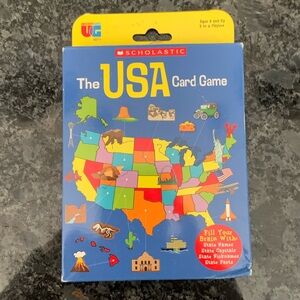 UG
Ages 8 and Up
2 to 4 Players
SCHOLASTIC
The USA Card Game
Fill Your
Brain With:
State Names
State Capitals
State Nicknames
State Facts